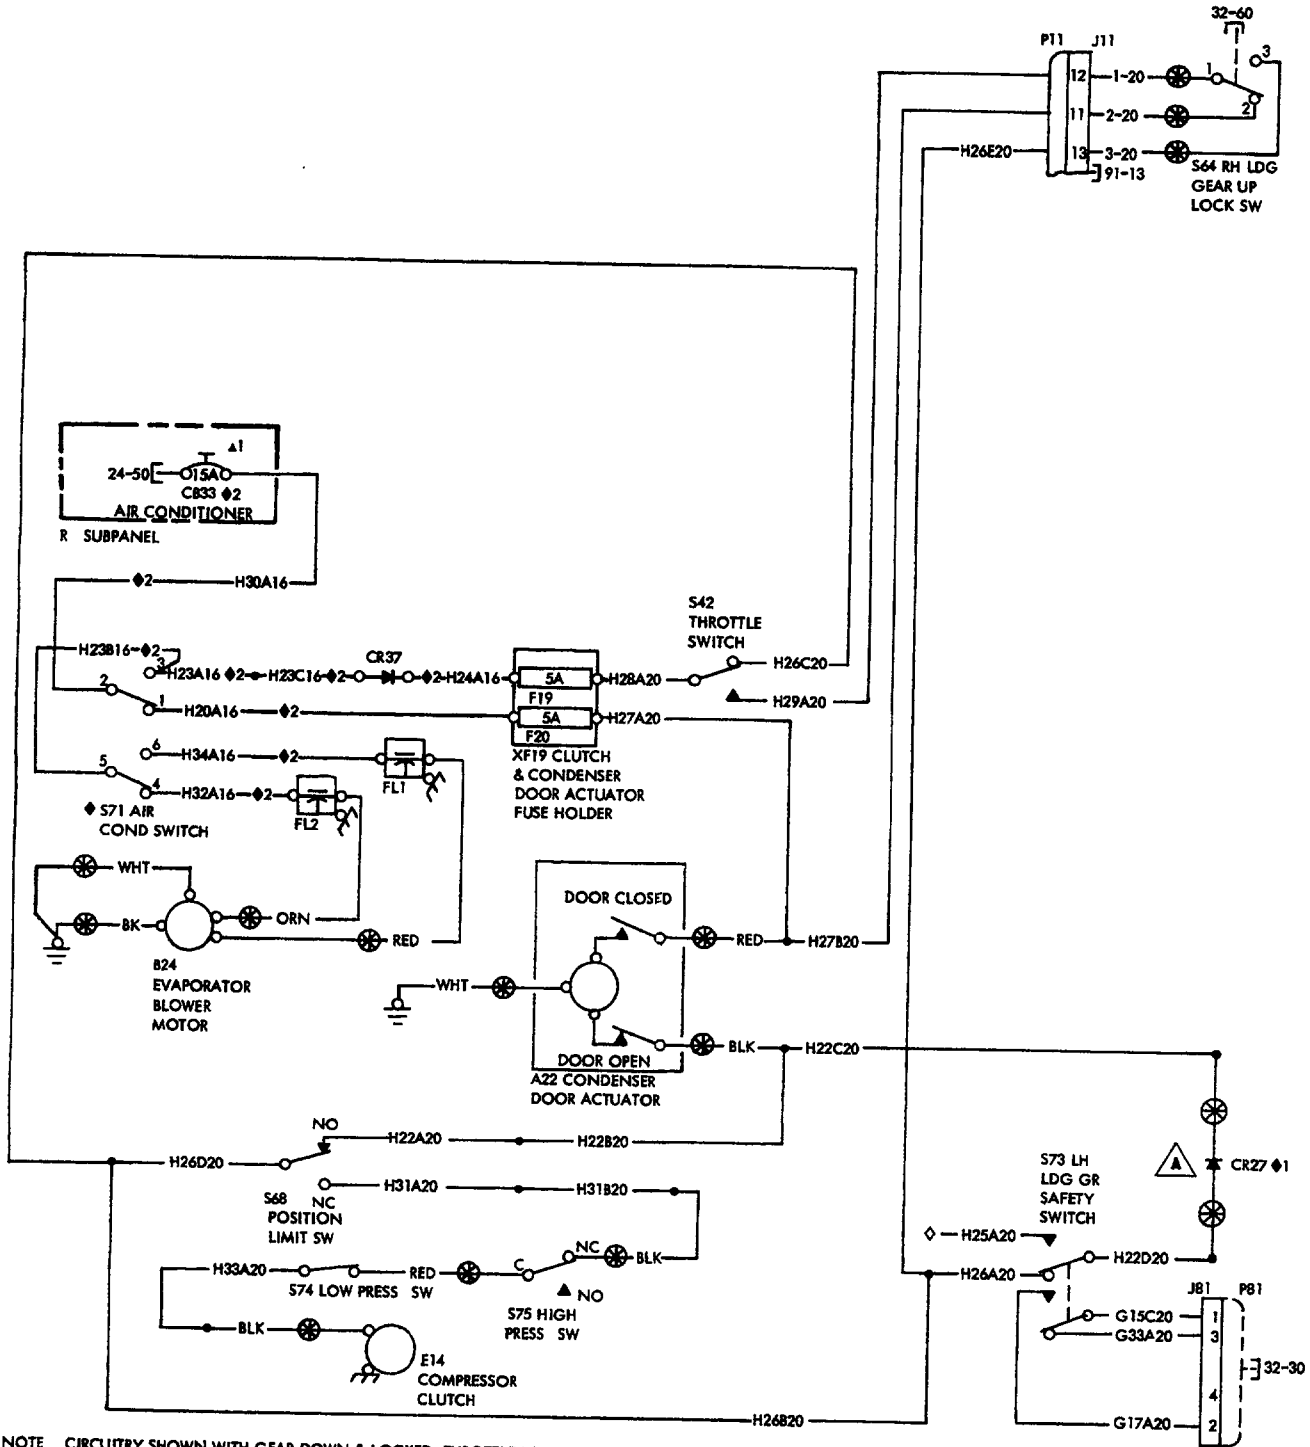 32-60
P11 J11
12 1-20 1 3
11 2-20 2
H26E20 13 3-20
91-13
S64 RH LDG
GEAR UP
LOCK SW
▲1
24-50 15A
CB33 ◆2
AIR CONDITIONER
R SUBPANEL
◆2 H30A16
S42
THROTTLE
SWITCH
H23B16 ◆2
3 H23A16 ◆2 H23C16 ◆2 CR37 ◆2 H24A16 5A H28A20 H26C20
F19
2
1 H20A16 ◆2 5A H27A20 H29A20
F20
XF19 CLUTCH
& CONDENSER
DOOR ACTUATOR
FUSE HOLDER
6 H34A16 ◆2
FL1
5
4 H32A16 ◆2
FL2
◆ S71 AIR
COND SWITCH
WHT
BK ORN
RED
B24
EVAPORATOR
BLOWER
MOTOR
DOOR CLOSED
RED H27B20
WHT
BLK H22C20
DOOR OPEN
A22 CONDENSER
DOOR ACTUATOR
NO
H22A20 H22B20
H26D20
H31A20 H31B20
S68 NC
POSITION
LIMIT SW
A CR27 ◆1
S73 LH
LDG GR
SAFETY
SWITCH
◇ H25A20
H22D20
H26A20
NC BLK
H33A20 RED C
S74 LOW PRESS SW
NO
S75 HIGH
PRESS SW
BLK
E14
COMPRESSOR
CLUTCH
J81 P81
G15C20 1
G33A20 3
32-30
4
G17A20 2
H26B20
NOTE CIRCUITRY SHOWN WITH GEAR DOWN & LOCKED,